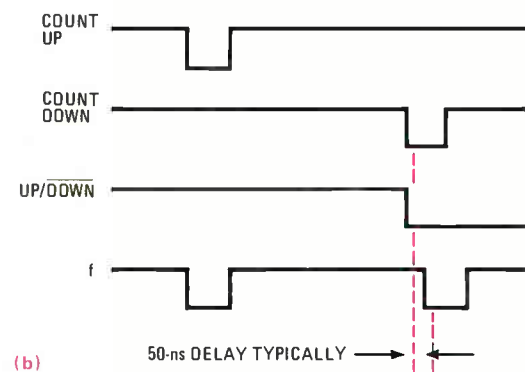 COUNT
UP
COUNT
DOWN
UP/DOWN
f
50-ns DELAY TYPICALLY
(b)